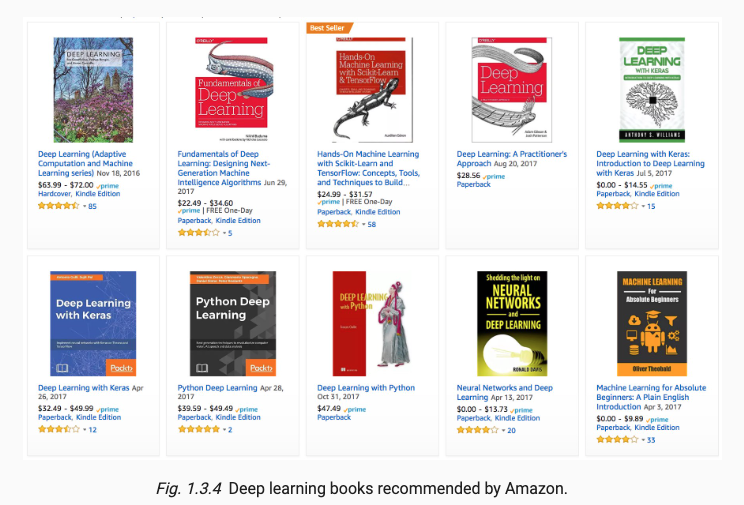 Best Seller
DEEP LEARNING
O'REILLY
Fundamentals of
Deep
Learning
O'REILLY
Hands-On
Machine Learning
with Scikit-Learn
& TensorFlow
O'REILLY
Deep
Learning
DEEP
LEARNING
WITH KERAS
ANTHONY S. WILLIAMS
Deep Learning (Adaptive
Computation and Machine
Learning series) Nov 18, 2016
$63.99 - $72.00 prime
Hardcover, Kindle Edition
85
Fundamentals of Deep
Learning: Designing Next-
Generation Machine
Intelligence Algorithms Jun 29,
2017
$22.49 - $34.60
prime | FREE One-Day
Paperback, Kindle Edition
5
Hands-On Machine Learning
with Scikit-Learn and
TensorFlow: Concepts, Tools,
and Techniques to Build...
$24.99 - $31.57
prime | FREE One-Day
Paperback, Kindle Edition
58
Deep Learning: A Practitioner's
Approach Aug 20, 2017
$28.56 prime
Paperback
Deep Learning with Keras:
Introduction to Deep Learning
with Keras Jul 5, 2017
$0.00 - $14.55 prime
Paperback, Kindle Edition
15
Deep Learning
with Keras
Packt
Python Deep
Learning
Packt
DEEP LEARNING
with Python
Shedding the light on
NEURAL
NETWORKS
and
DEEP LEARNING
RONALD DAVIS
MACHINE LEARNING
For
Absolute Beginners
Oliver Theobald
Deep Learning with Keras Apr
26, 2017
$32.49 - $49.99 prime
Paperback, Kindle Edition
12
Python Deep Learning Apr 28,
2017
$39.59 - $49.49 prime
Paperback, Kindle Edition
2
Deep Learning with Python
Oct 31, 2017
$47.49 prime
Paperback
Neural Networks and Deep
Learning Apr 13, 2017
$0.00 - $13.73 prime
Paperback, Kindle Edition
20
Machine Learning for Absolute
Beginners: A Plain English
Introduction Apr 3, 2017
$0.00 - $9.89 prime
Paperback, Kindle Edition
33
Fig. 1.3.4 Deep learning books recommended by Amazon.